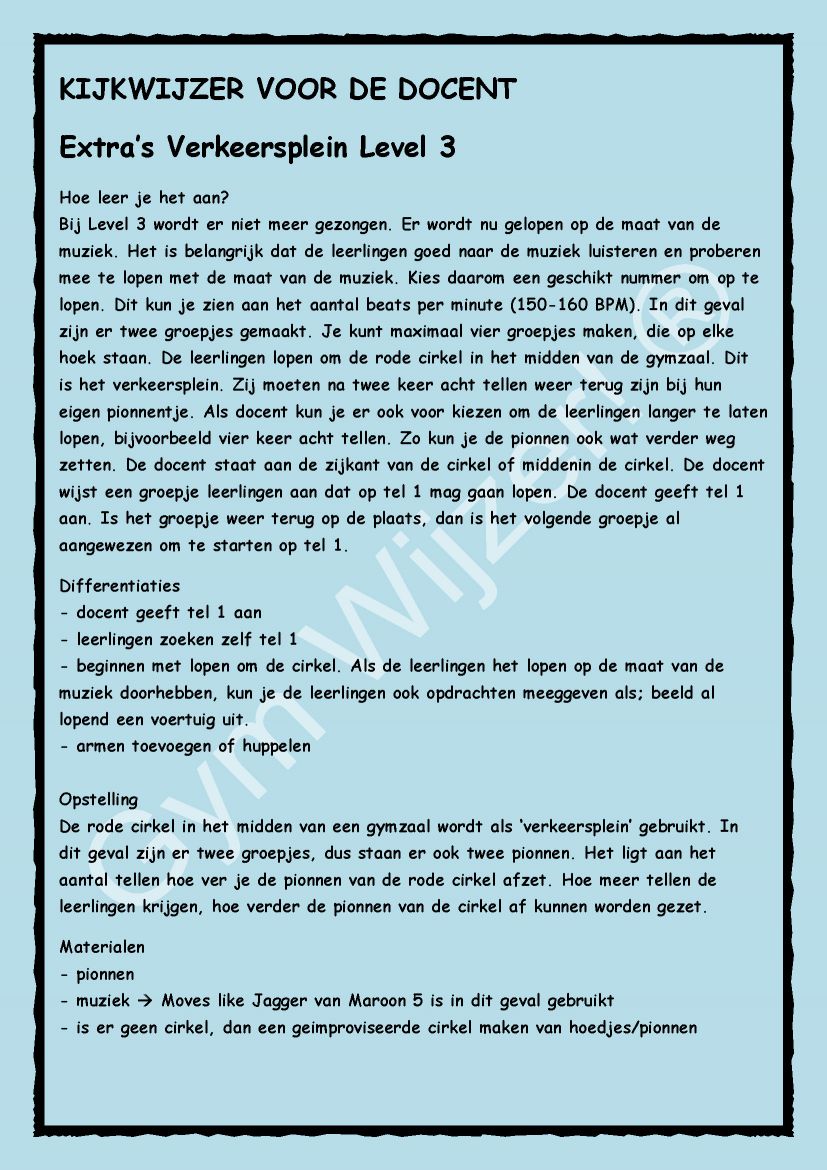 KIJKWIJZER VOOR DE DOCENT
Extra's Verkeersplein Level 3
Hoe leer je het aan?
Bij Level 3 wordt er niet meer gezongen. Er wordt nu gelopen op de maat van de
muziek. Het is belangrijk dat de leerlingen goed naar de muziek luisteren en proberen
mee te lopen met de maat van de muziek. Kies daarom een geschikt nummer om op te
lopen. Dit kun je zien aan het aantal beats per minute (150-160 BPM). In dit geval
zijn er twee groepjes gemaakt. Je kunt maximaal vier groepjes maken, die op elke
hoek staan. De leerlingen lopen om de rode cirkel in het midden van de gymzaal. Dit
is het verkeersplein. Zij moeten na twee keer acht tellen weer terug zijn bij hun
eigen pionnentje. Als docent kun je er ook voor kiezen om de leerlingen langer te laten
lopen, bijvoorbeeld vier keer acht tellen. Zo kun je de pionnen ook wat verder weg
zetten. De docent staat aan de zijkant van de cirkel of middenin de cirkel. De docent
wijst een groepje leerlingen aan dat op tel 1 mag gaan lopen. De docent geeft tel 1
aan. Is het groepje weer terug op de plaats, dan is het volgende groepje al
aangewezen om te starten op tel 1.
Differentiaties
- docent geeft tel 1 aan
- leerlingen zoeken zelf tel 1
- beginnen met lopen om de cirkel. Als de leerlingen het lopen op de maat van de
muziek doorhebben, kun je de leerlingen ook opdrachten meegeven als; beeld al
lopend een voertuig uit.
- armen toevoegen of huppelen
Opstelling
De rode cirkel in het midden van een gymzaal wordt als 'verkeersplein' gebruikt. In
dit geval zijn er twee groepjes, dus staan er ook twee pionnen. Het ligt aan het
aantal tellen hoe ver je de pionnen van de rode cirkel afzet. Hoe meer tellen de
leerlingen krijgen, hoe verder de pionnen van de cirkel af kunnen worden gezet.
Materialen
- pionnen
- muziek → Moves like Jagger van Maroon 5 is in dit geval gebruikt
- is er geen cirkel, dan een geimproviseerde cirkel maken van hoedjes/pionnen
Gym Wijzer! ®